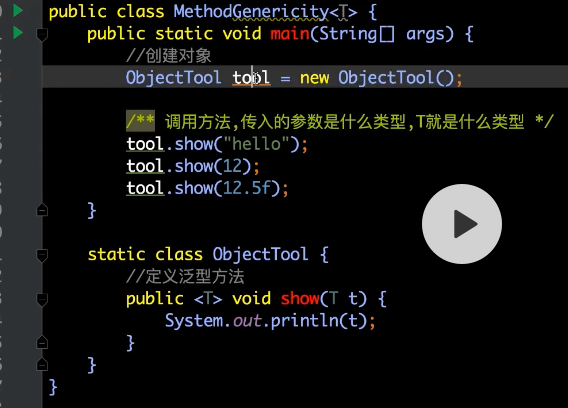 public class MethodGenericity<T> {
    public static void main(String[] args) {
        //创建对象
        ObjectTool tool = new ObjectTool();
        /** 调用方法,传入的参数是什么类型,T就是什么类型 */
        tool.show("hello");
        tool.show(12);
        tool.show(12.5f);
    }
    static class ObjectTool {
        //定义泛型方法
        public <T> void show(T t) {
            System.out.println(t);
        }
    }
}